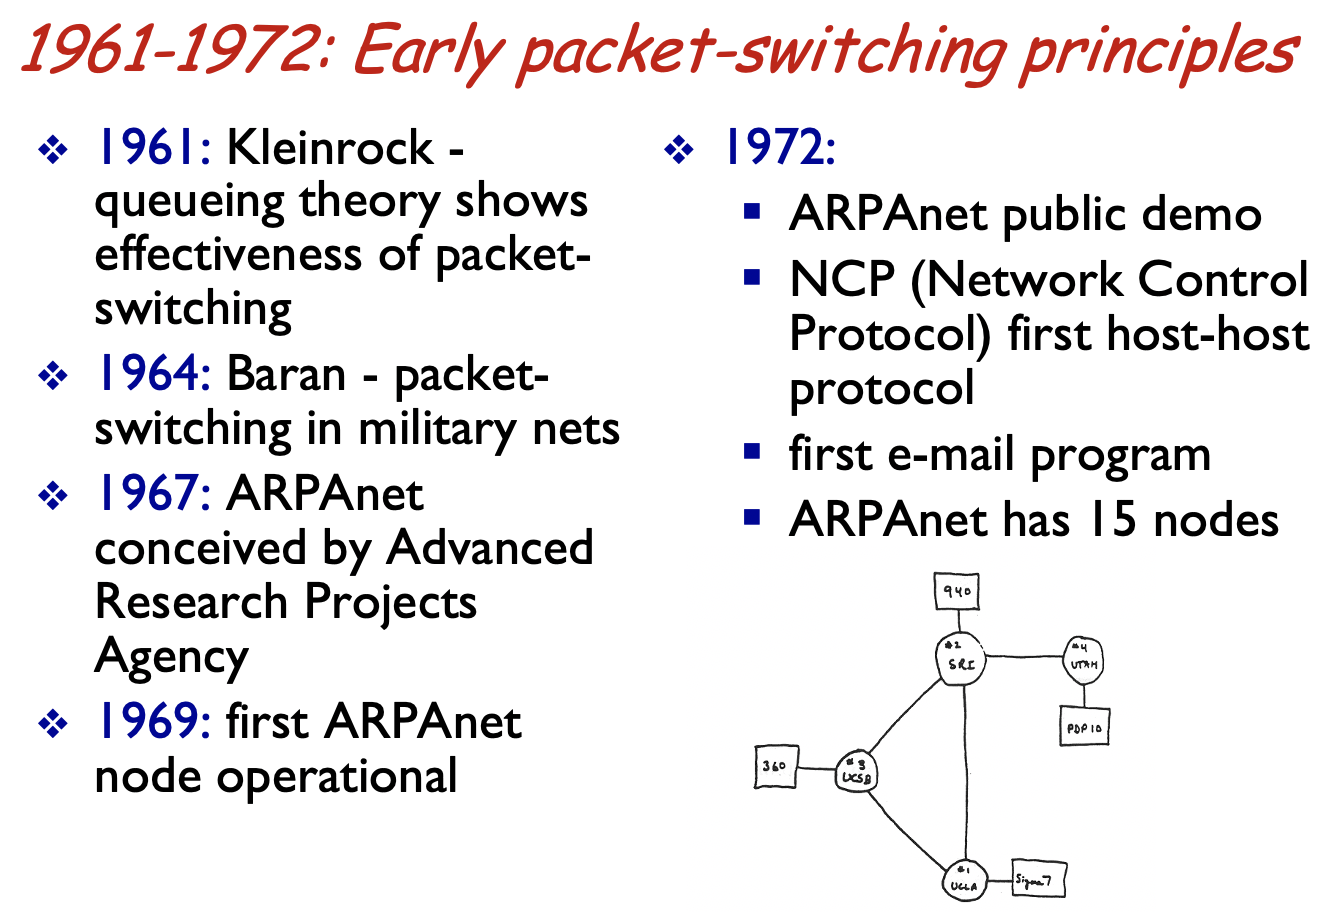 1961-1972: Early packet-switching principles
❖ 1961: Kleinrock -
queueing theory shows
effectiveness of packet-
switching
❖ 1964: Baran - packet-
switching in military nets
❖ 1967: ARPAnet
conceived by Advanced
Research Projects
Agency
❖ 1969: first ARPAnet
node operational
❖ 1972:
▪ ARPAnet public demo
▪ NCP (Network Control
Protocol) first host-host
protocol
▪ first e-mail program
▪ ARPAnet has 15 nodes
940
#2
SRI
#4
UTAH
PDP 10
360
#3
UCSB
#1
UCLA
Sigma 7